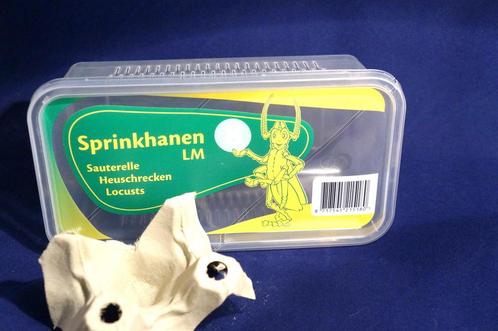 Sprinkhanen
LM
Sauterelle
Heuschrecken
Locusts